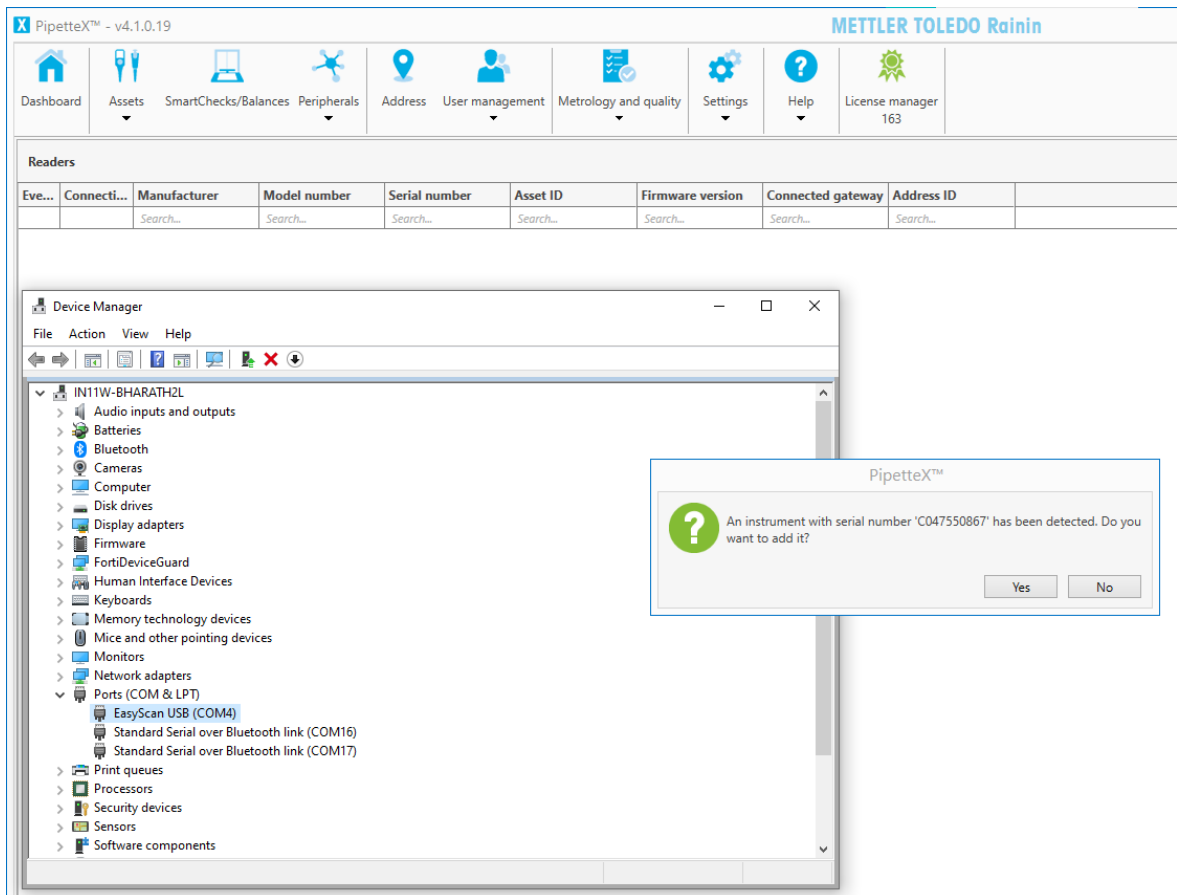 X PipetteX™ - v4.1.0.19
METTLER TOLEDO Rainin
Dashboard Assets SmartChecks/Balances Peripherals Address User management Metrology and quality Settings Help License manager
163
Readers
Eve... Connecti... Manufacturer Model number Serial number Asset ID Firmware version Connected gateway Address ID
Search... Search... Search... Search... Search... Search... Search...
Device Manager
File Action View Help
IN11W-BHARATH2L
Audio inputs and outputs
Batteries
Bluetooth
Cameras
Computer
Disk drives
Display adapters
Firmware
FortiDeviceGuard
Human Interface Devices
Keyboards
Memory technology devices
Mice and other pointing devices
Monitors
Network adapters
Ports (COM & LPT)
EasyScan USB (COM4)
Standard Serial over Bluetooth link (COM16)
Standard Serial over Bluetooth link (COM17)
Print queues
Processors
Security devices
Sensors
Software components
PipetteX™
An instrument with serial number 'C047550867' has been detected. Do you
want to add it?
Yes No